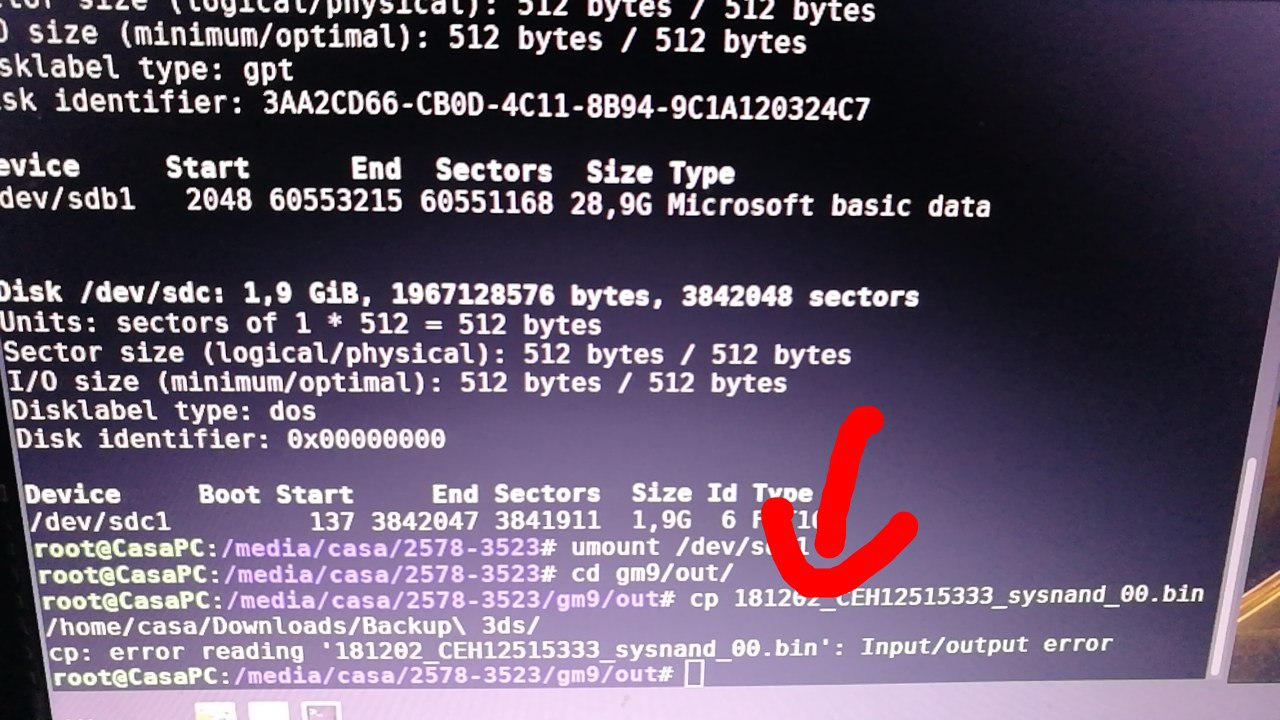 size (logical/physical): 512 bytes / 512 bytes
O size (minimum/optimal): 512 bytes / 512 bytes
sklabel type: gpt
sk identifier: 3AA2CD66-CB0D-4C11-8B94-9C1A120324C7
evice Start End Sectors Size Type
dev/sdb1 2048 60553215 60551168 28,9G Microsoft basic data
Disk /dev/sdc: 1,9 GiB, 1967128576 bytes, 3842048 sectors
Units: sectors of 1 * 512 = 512 bytes
Sector size (logical/physical): 512 bytes / 512 bytes
I/O size (minimum/optimal): 512 bytes / 512 bytes
Disklabel type: dos
Disk identifier: 0x00000000
Device Boot Start End Sectors Size Id Type
/dev/sdc1 137 3842047 3841911 1,9G 6
root@CasaPC:/media/casa/2578-3523# umount
root@CasaPC:/media/casa/2578-3523# cd gm9/out/
root@CasaPC:/media/casa/2578-3523/gm9/out# cp 181202_CEH12515333_sysnand_00.bin
/home/casa/Downloads/Backup\ 3ds/
cp: error reading '181202_CEH12515333_sysnand_00.bin': Input/output error
root@CasaPC:/media/casa/2578-3523/gm9/out#